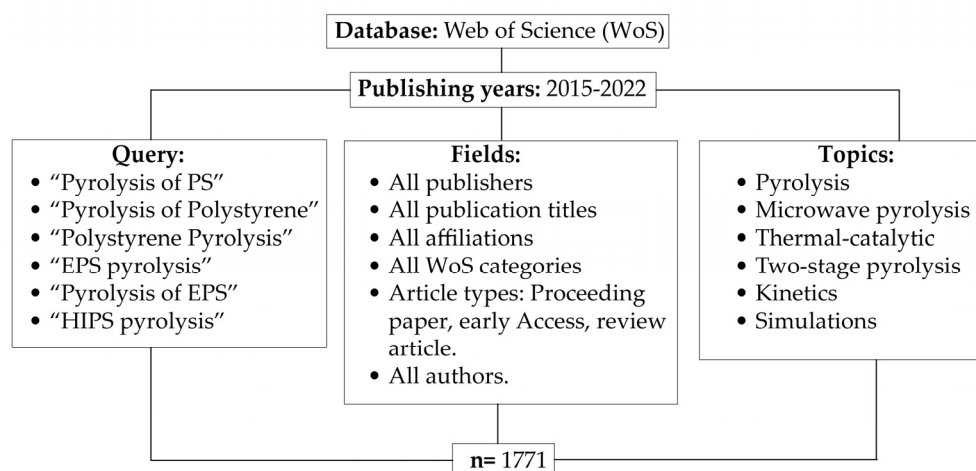 Database: Web of Science (WoS)
Publishing years: 2015-2022
Query:
• “Pyrolysis of PS”
• “Pyrolysis of Polystyrene”
• “Polystyrene Pyrolysis”
• “EPS pyrolysis”
• “Pyrolysis of EPS”
• “HIPS pyrolysis”
Fields:
• All publishers
• All publication titles
• All affiliations
• All WoS categories
• Article types: Proceeding
paper, early Access, review
article.
• All authors.
Topics:
• Pyrolysis
• Microwave pyrolysis
• Thermal-catalytic
• Two-stage pyrolysis
• Kinetics
• Simulations
n= 1771